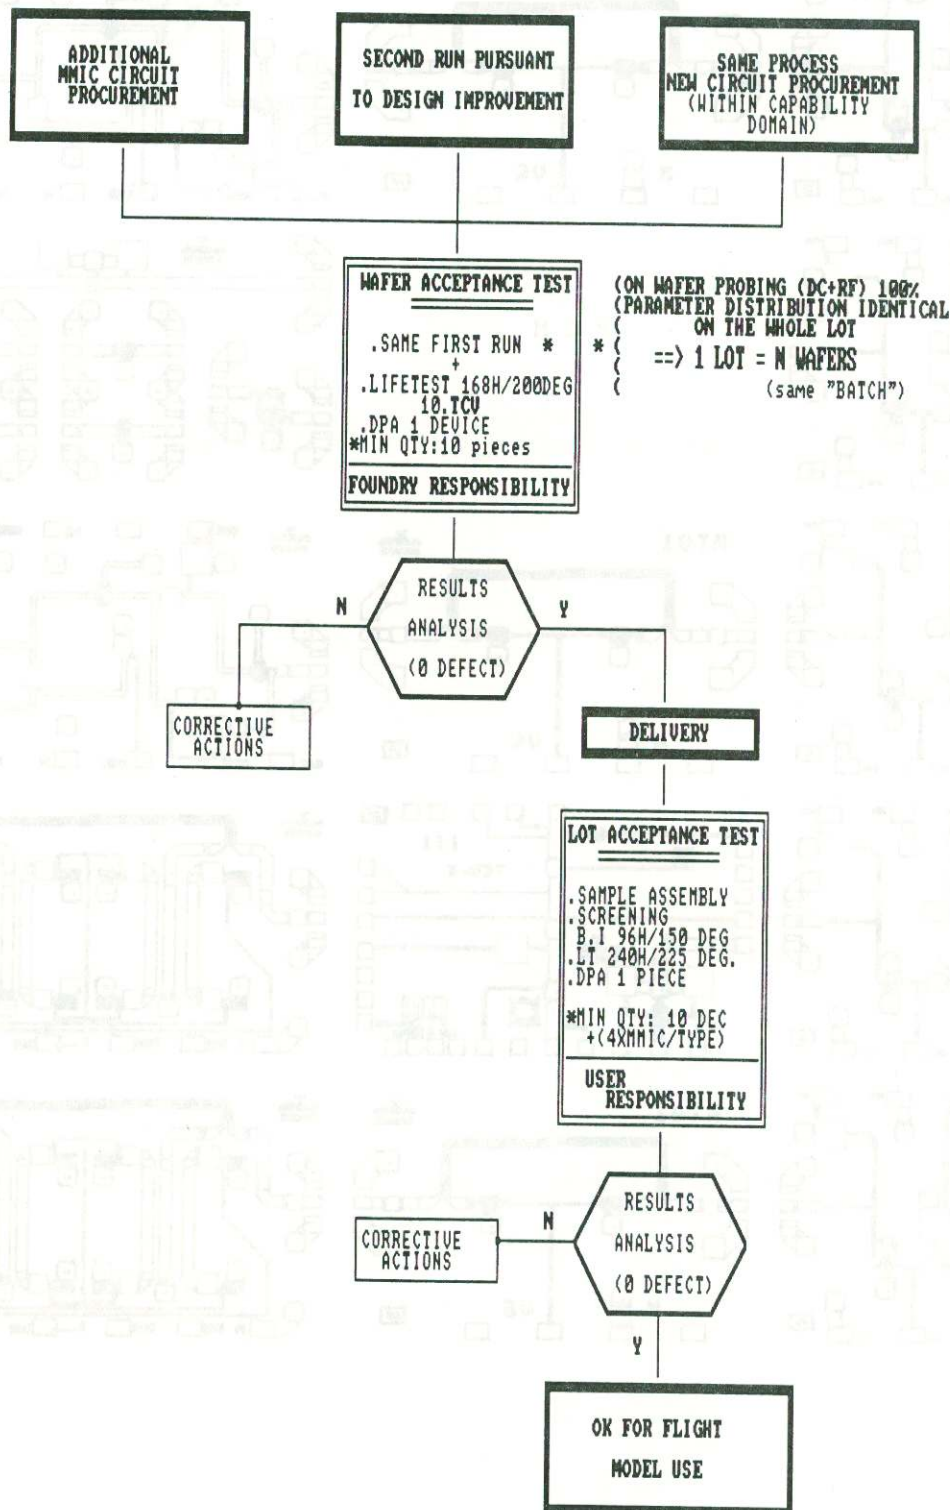 ADDITIONAL
MMIC CIRCUIT
PROCUREMENT
SECOND RUN PURSUANT
TO DESIGN IMPROVEMENT
SAME PROCESS
NEW CIRCUIT PROCUREMENT
(WITHIN CAPABILITY
DOMAIN)
WAFER ACCEPTANCE TEST
.SAME FIRST RUN *
+
.LIFETEST 168H/200DEG
10.TCV
.DPA 1 DEVICE
*MIN QTY:10 pieces
FOUNDRY RESPONSIBILITY
(ON WAFER PROBING (DC+RF) 100%
(PARAMETER DISTRIBUTION IDENTICAL
( ON THE WHOLE LOT
* ( ==> 1 LOT = N WAFERS
( (same "BATCH")
RESULTS
ANALYSIS
(0 DEFECT)
N
Y
CORRECTIVE
ACTIONS
DELIVERY
LOT ACCEPTANCE TEST
.SAMPLE ASSEMBLY
.SCREENING
B.I 96H/150 DEG
.LT 240H/225 DEG.
.DPA 1 PIECE
*MIN QTY: 10 DEC
+(4XMMIC/TYPE)
USER
RESPONSIBILITY
RESULTS
ANALYSIS
(0 DEFECT)
N
CORRECTIVE
ACTIONS
Y
OK FOR FLIGHT
MODEL USE